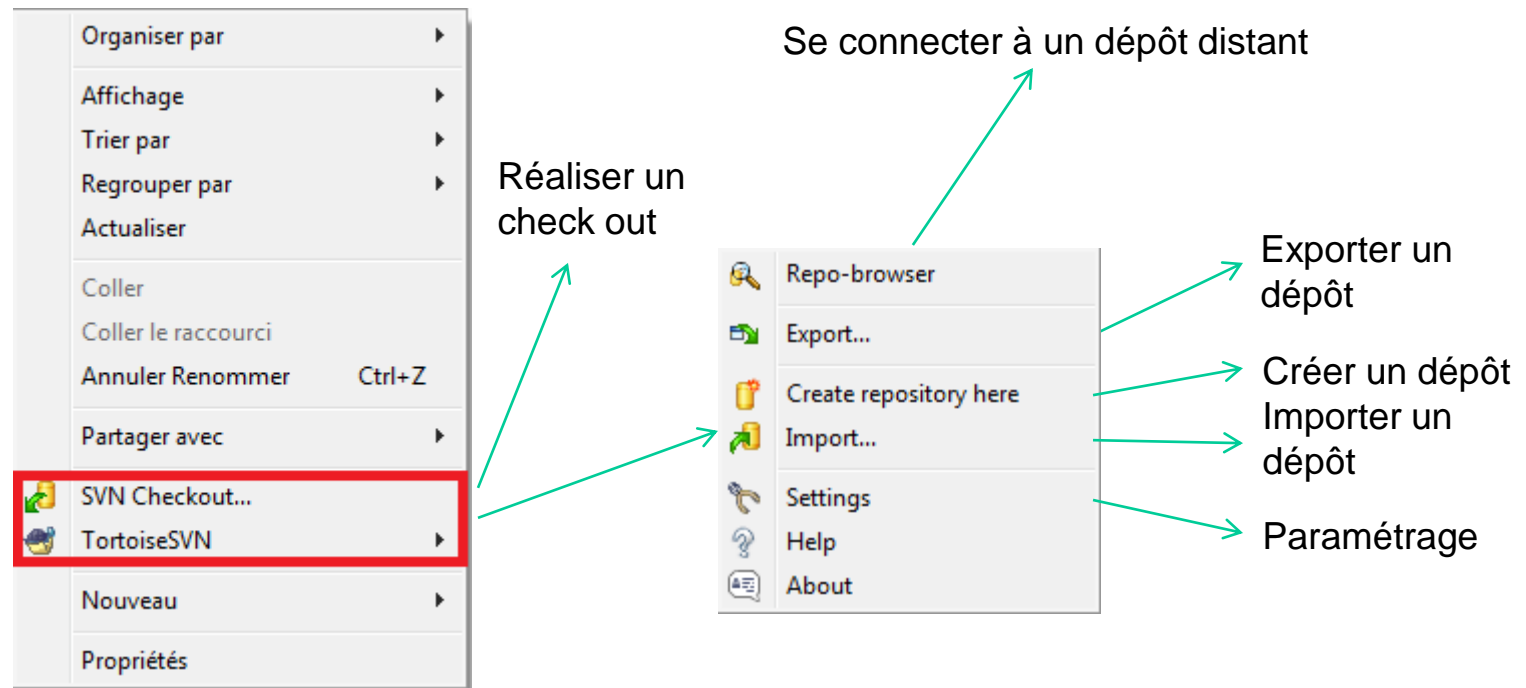 Organiser par
Affichage
Trier par
Regrouper par
Actualiser
Coller
Coller le raccourci
Annuler Renommer Ctrl+Z
Partager avec
SVN Checkout...
TortoiseSVN
Nouveau
Propriétés
Réaliser un
check out
Se connecter à un dépôt distant
Repo-browser
Export...
Create repository here
Import...
Settings
Help
About
Exporter un
dépôt
Créer un dépôt
Importer un
dépôt
Paramétrage